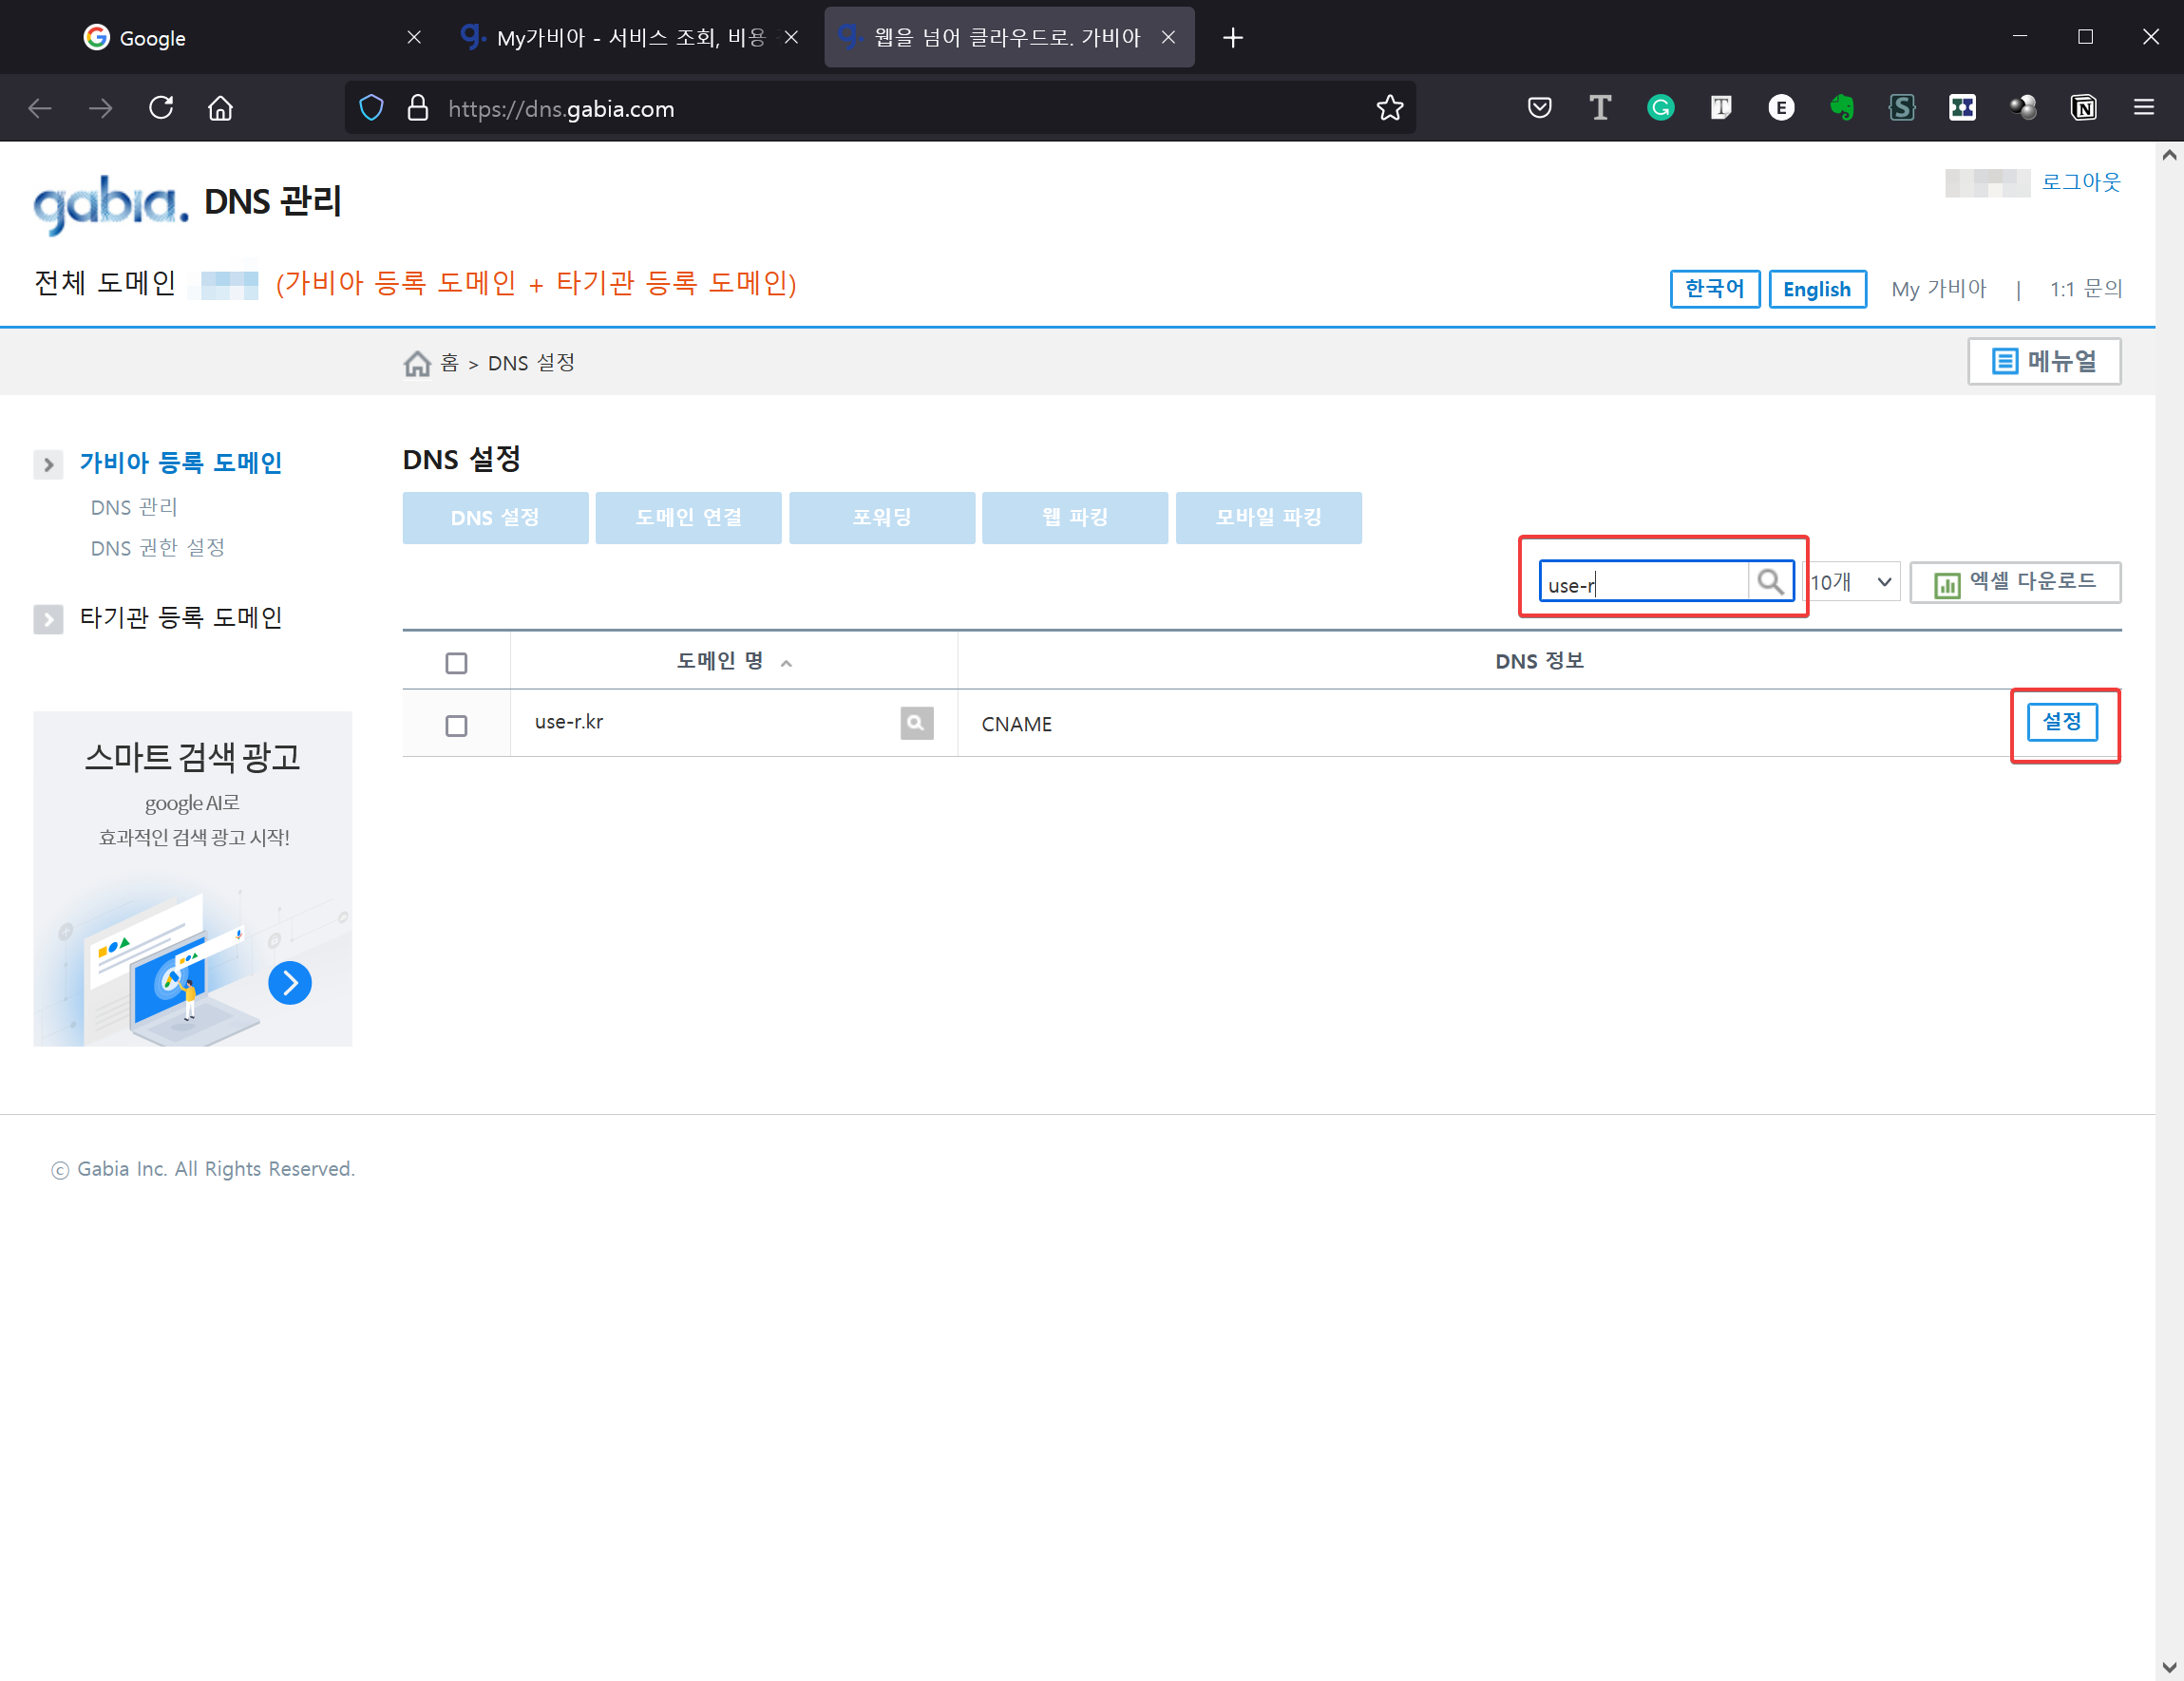 Google
My가비아 - 서비스 조회, 비용
웹을 넘어 클라우드로. 가비아
https://dns.gabia.com
gabia. DNS 관리
로그아웃
전체 도메인 (가비아 등록 도메인 + 타기관 등록 도메인)
한국어 English My 가비아 | 1:1 문의
홈 > DNS 설정
메뉴얼
가비아 등록 도메인
DNS 관리
DNS 권한 설정
타기관 등록 도메인
DNS 설정
DNS 설정 도메인 연결 포워딩 웹 파킹 모바일 파킹
use-r 10개 엑셀 다운로드
도메인 명 DNS 정보
use-r.kr CNAME 설정
스마트 검색 광고
google AI로
효과적인 검색 광고 시작!
ⓒ Gabia Inc. All Rights Reserved.